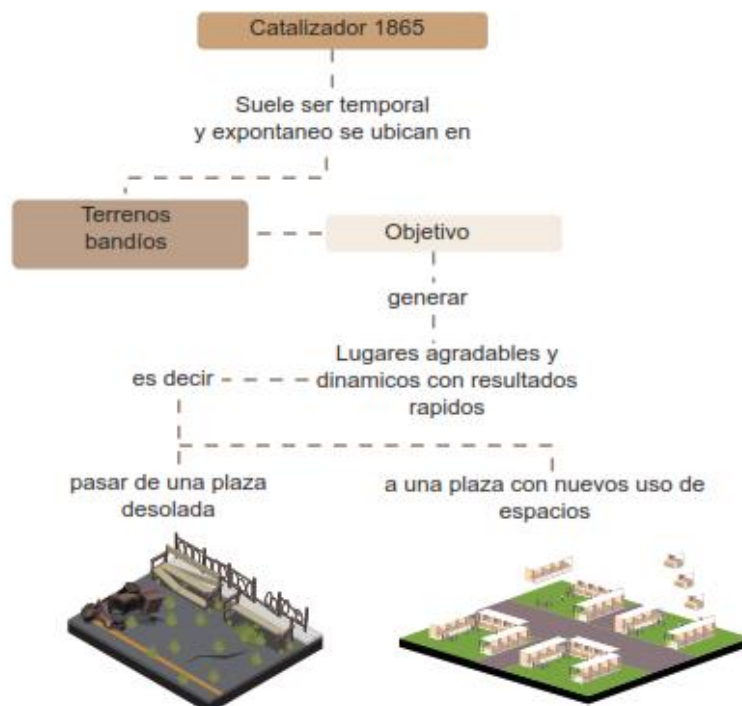 Catalizador 1865
Suele ser temporal
y expontaneo se ubican en
Terrenos
bandíos
Objetivo
generar
Lugares agradables y
dinamicos con resultados
rapidos
es decir
pasar de una plaza
desolada
a una plaza con nuevos uso de
espacios